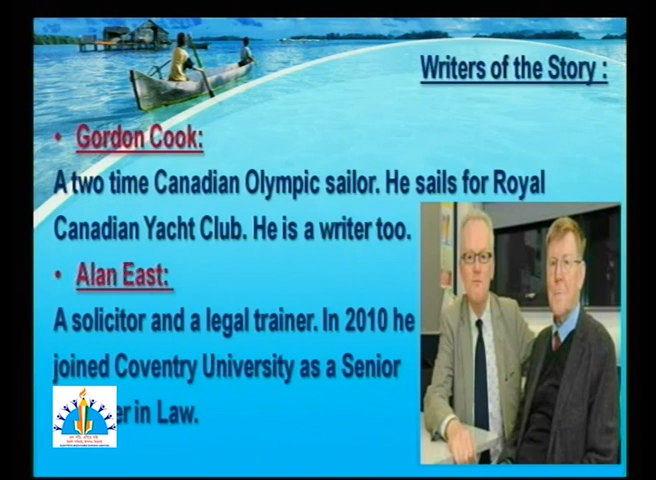 Writers of the Story :
• Gordon Cook:
A two time Canadian Olympic sailor. He sails for Royal
Canadian Yacht Club. He is a writer too.
• Alan East:
A solicitor and a legal trainer. In 2010 he
joined Coventry University as a Senior
er in Law.